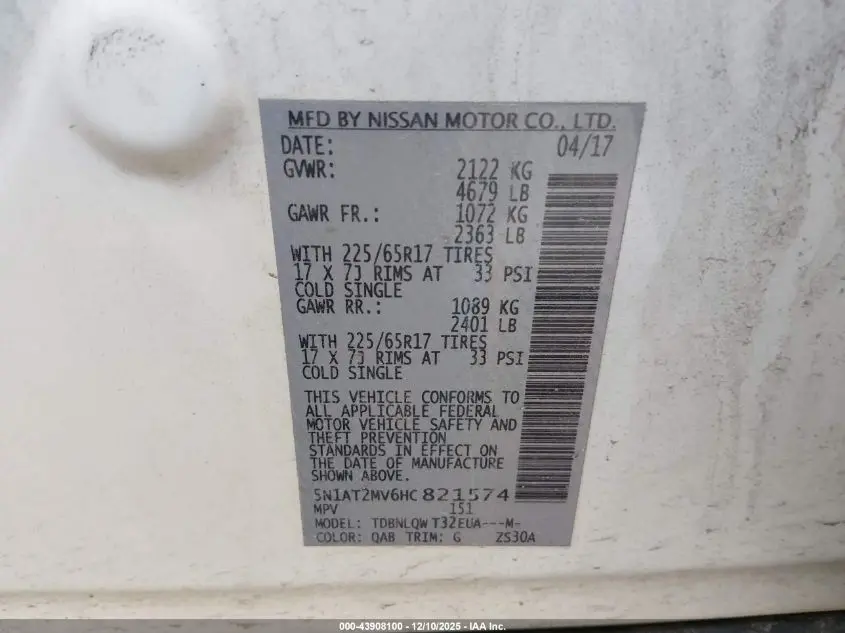 MFD BY NISSAN MOTOR CO., LTD.
DATE: 04/17
GVWR: 2122 KG
4679 LB
GAWR FR.: 1072 KG
2363 LB
WITH 225/65R17 TIRES
17 X 7J RIMS AT 33 PSI
COLD SINGLE
GAWR RR.: 1089 KG
2401 LB
WITH 225/65R17 TIRES
17 X 7J RIMS AT 33 PSI
COLD SINGLE
THIS VEHICLE CONFORMS TO
ALL APPLICABLE FEDERAL
MOTOR VEHICLE SAFETY AND
THEFT PREVENTION
STANDARDS IN EFFECT ON
THE DATE OF MANUFACTURE
SHOWN ABOVE.
5N1AT2MV6HC821574
MPV 151
MODEL: TDBNLQW T32EUA---M-
COLOR: QAB TRIM: G ZS30A
000-43908100 - 12/10/2025 - IAA Inc.